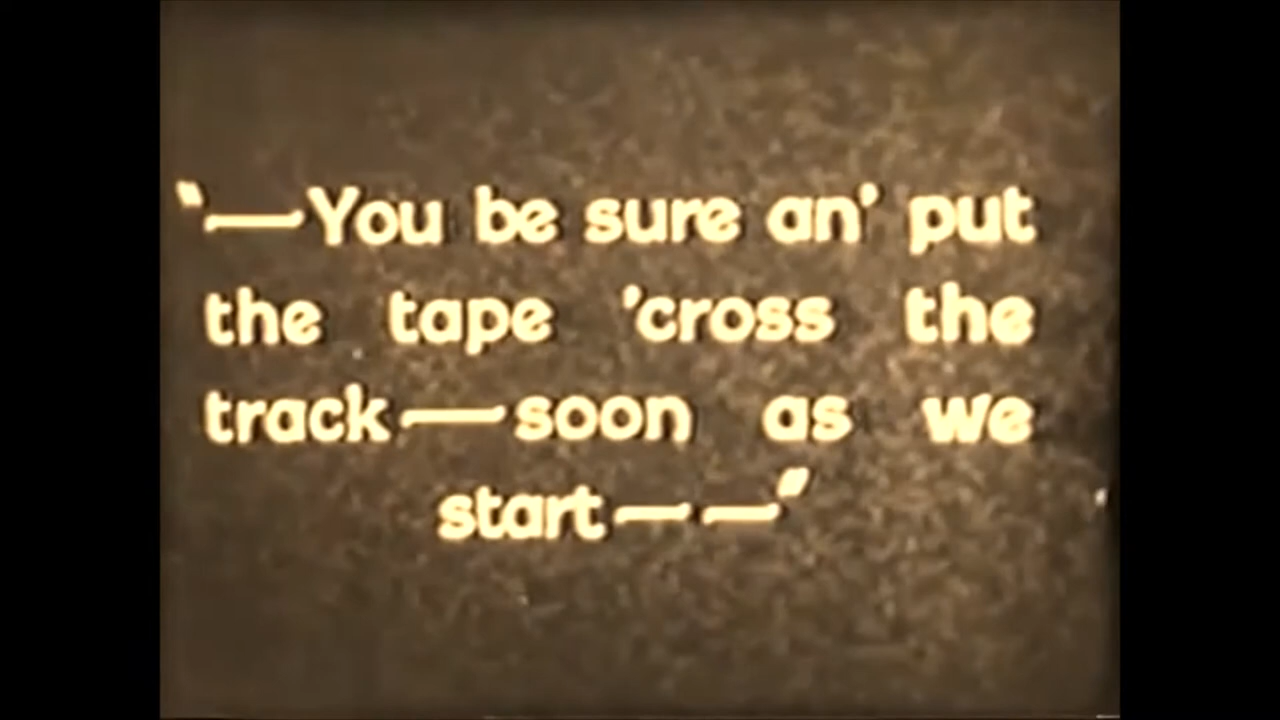 “—You be sure an’ put
the tape ’cross the
track—soon as we
start— —”